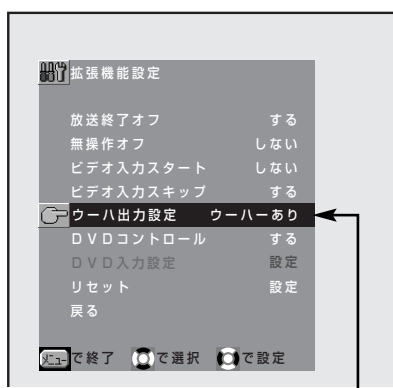 拡張機能設定
放送終了オフ する
無操作オフ しない
ビデオ入力スタート しない
ビデオ入力スキップ する
ウーハ出力設定 ウーハーあり
DVDコントロール する
DVD入力設定 設定
リセット 設定
戻る
メニューで終了 で選択 で設定